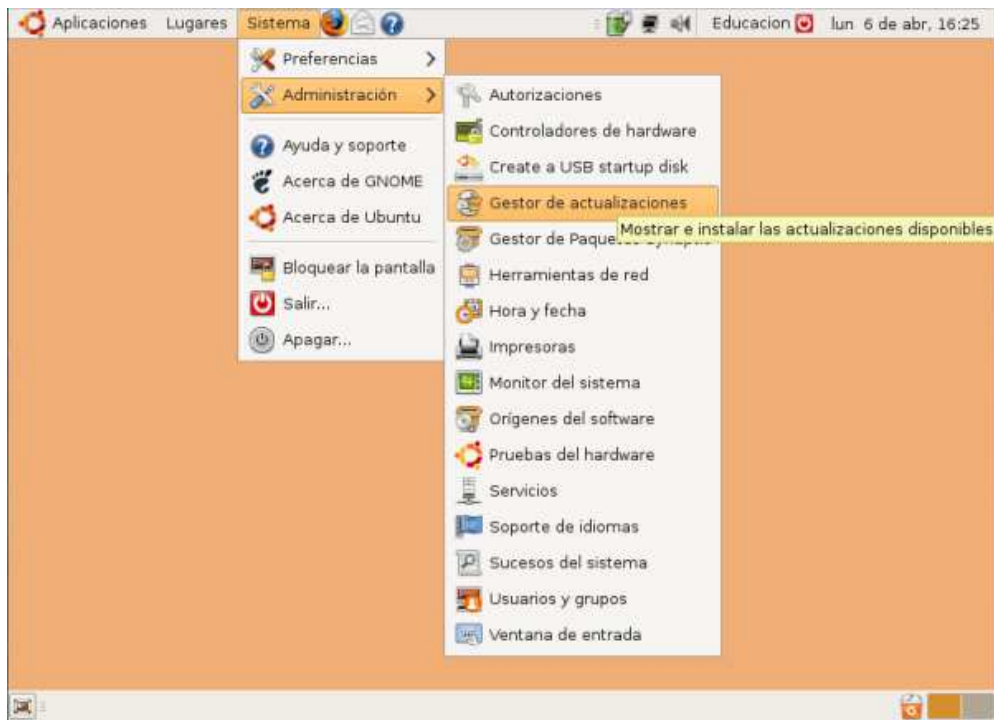 Aplicaciones Lugares Sistema Educacion lun 6 de abr, 16:25
Preferencias
Administración
Ayuda y soporte
Acerca de GNOME
Acerca de Ubuntu
Bloquear la pantalla
Salir...
Apagar...
Autorizaciones
Controladores de hardware
Create a USB startup disk
Gestor de actualizaciones
Mostrar e instalar las actualizaciones disponibles
Gestor de
Herramientas de red
Hora y fecha
Impresoras
Monitor del sistema
Orígenes del software
Pruebas del hardware
Servicios
Soporte de idiomas
Sucesos del sistema
Usuarios y grupos
Ventana de entrada